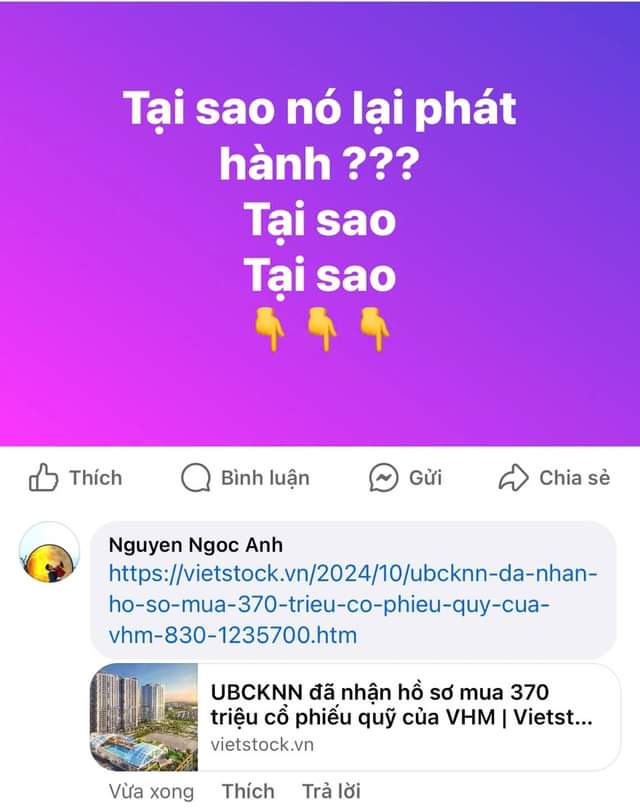 Tại sao nó lại phát
hành ???
Tại sao
Tại sao
👇👇👇
Thích
Bình luận
Gửi
Chia sẻ
Nguyen Ngoc Anh
https://vietstock.vn/2024/10/ubcknn-da-nhan-
ho-so-mua-370-trieu-co-phieu-quy-cua-
vhm-830-1235700.htm
UBCKNN đã nhận hồ sơ mua 370
triệu cổ phiếu quỹ của VHM | Vietst...
vietstock.vn
Vừa xong Thích Trả lời